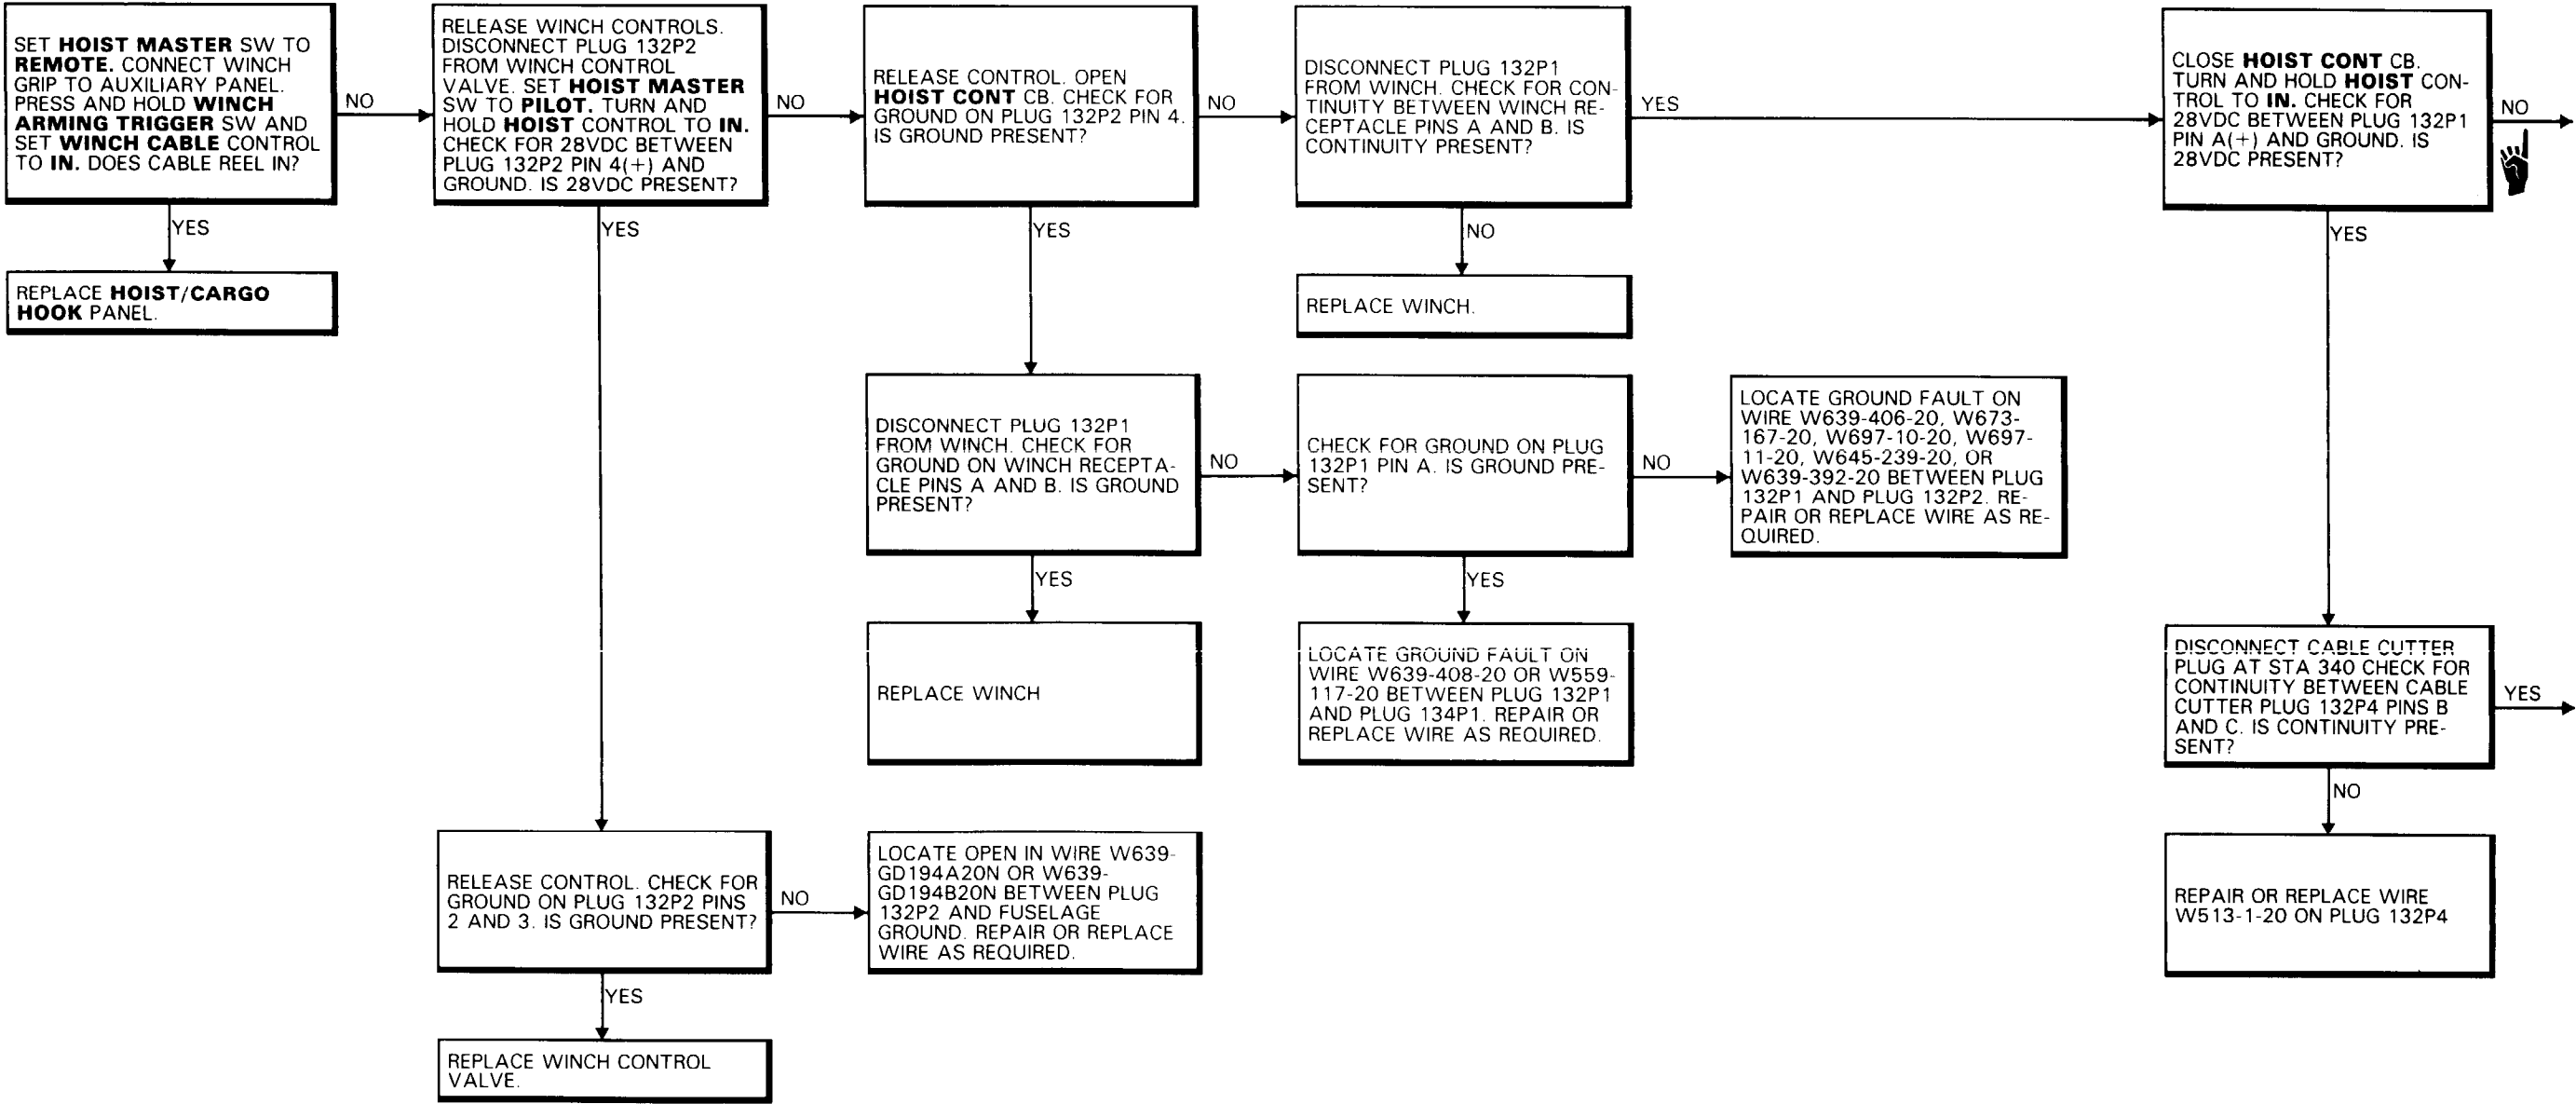 SET HOIST MASTER SW TO
REMOTE. CONNECT WINCH
GRIP TO AUXILIARY PANEL.
PRESS AND HOLD WINCH
ARMING TRIGGER SW AND
SET WINCH CABLE CONTROL
TO IN. DOES CABLE REEL IN?
NO
YES
REPLACE HOIST/CARGO
HOOK PANEL.
RELEASE WINCH CONTROLS.
DISCONNECT PLUG 132P2
FROM WINCH CONTROL
VALVE. SET HOIST MASTER
SW TO PILOT. TURN AND
HOLD HOIST CONTROL TO IN.
CHECK FOR 28VDC BETWEEN
PLUG 132P2 PIN 4(+) AND
GROUND. IS 28VDC PRESENT?
NO
YES
RELEASE CONTROL. OPEN
HOIST CONT CB. CHECK FOR
GROUND ON PLUG 132P2 PIN 4.
IS GROUND PRESENT?
NO
YES
DISCONNECT PLUG 132P1
FROM WINCH. CHECK FOR CON-
TINUITY BETWEEN WINCH RE-
CEPTACLE PINS A AND B. IS
CONTINUITY PRESENT?
YES
NO
REPLACE WINCH.
CLOSE HOIST CONT CB.
TURN AND HOLD HOIST CON-
TROL TO IN. CHECK FOR
28VDC BETWEEN PLUG 132P1
PIN A(+) AND GROUND. IS
28VDC PRESENT?
NO
YES
DISCONNECT PLUG 132P1
FROM WINCH. CHECK FOR
GROUND ON WINCH RECEPTA-
CLE PINS A AND B. IS GROUND
PRESENT?
NO
YES
REPLACE WINCH
CHECK FOR GROUND ON PLUG
132P1 PIN A. IS GROUND PRE-
SENT?
NO
YES
LOCATE GROUND FAULT ON
WIRE W639-406-20, W673-
167-20, W697-10-20, W697-
11-20, W645-239-20, OR
W639-392-20 BETWEEN PLUG
132P1 AND PLUG 132P2. RE-
PAIR OR REPLACE WIRE AS RE-
QUIRED.
LOCATE GROUND FAULT ON
WIRE W639-408-20 OR W559-
117-20 BETWEEN PLUG 132P1
AND PLUG 134P1. REPAIR OR
REPLACE WIRE AS REQUIRED.
DISCONNECT CABLE CUTTER
PLUG AT STA 340 CHECK FOR
CONTINUITY BETWEEN CABLE
CUTTER PLUG 132P4 PINS B
AND C. IS CONTINUITY PRE-
SENT?
YES
NO
REPAIR OR REPLACE WIRE
W513-1-20 ON PLUG 132P4
RELEASE CONTROL. CHECK FOR
GROUND ON PLUG 132P2 PINS
2 AND 3. IS GROUND PRESENT?
NO
YES
LOCATE OPEN IN WIRE W639-
GD194A20N OR W639-
GD194B20N BETWEEN PLUG
132P2 AND FUSELAGE
GROUND. REPAIR OR REPLACE
WIRE AS REQUIRED.
REPLACE WINCH CONTROL
VALVE.